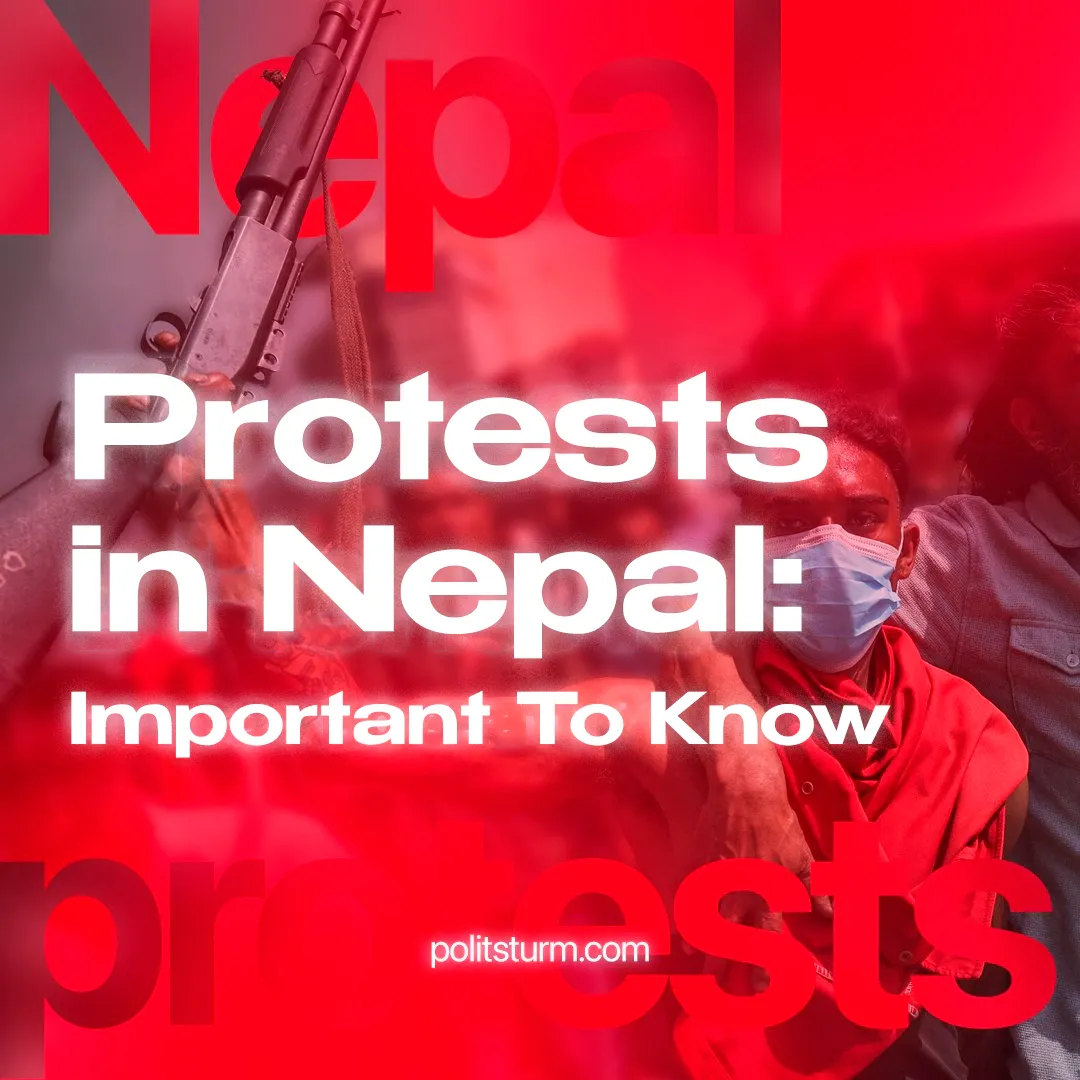 Nepal
Protests
in Nepal:
Important To Know
protests
politsturm.com